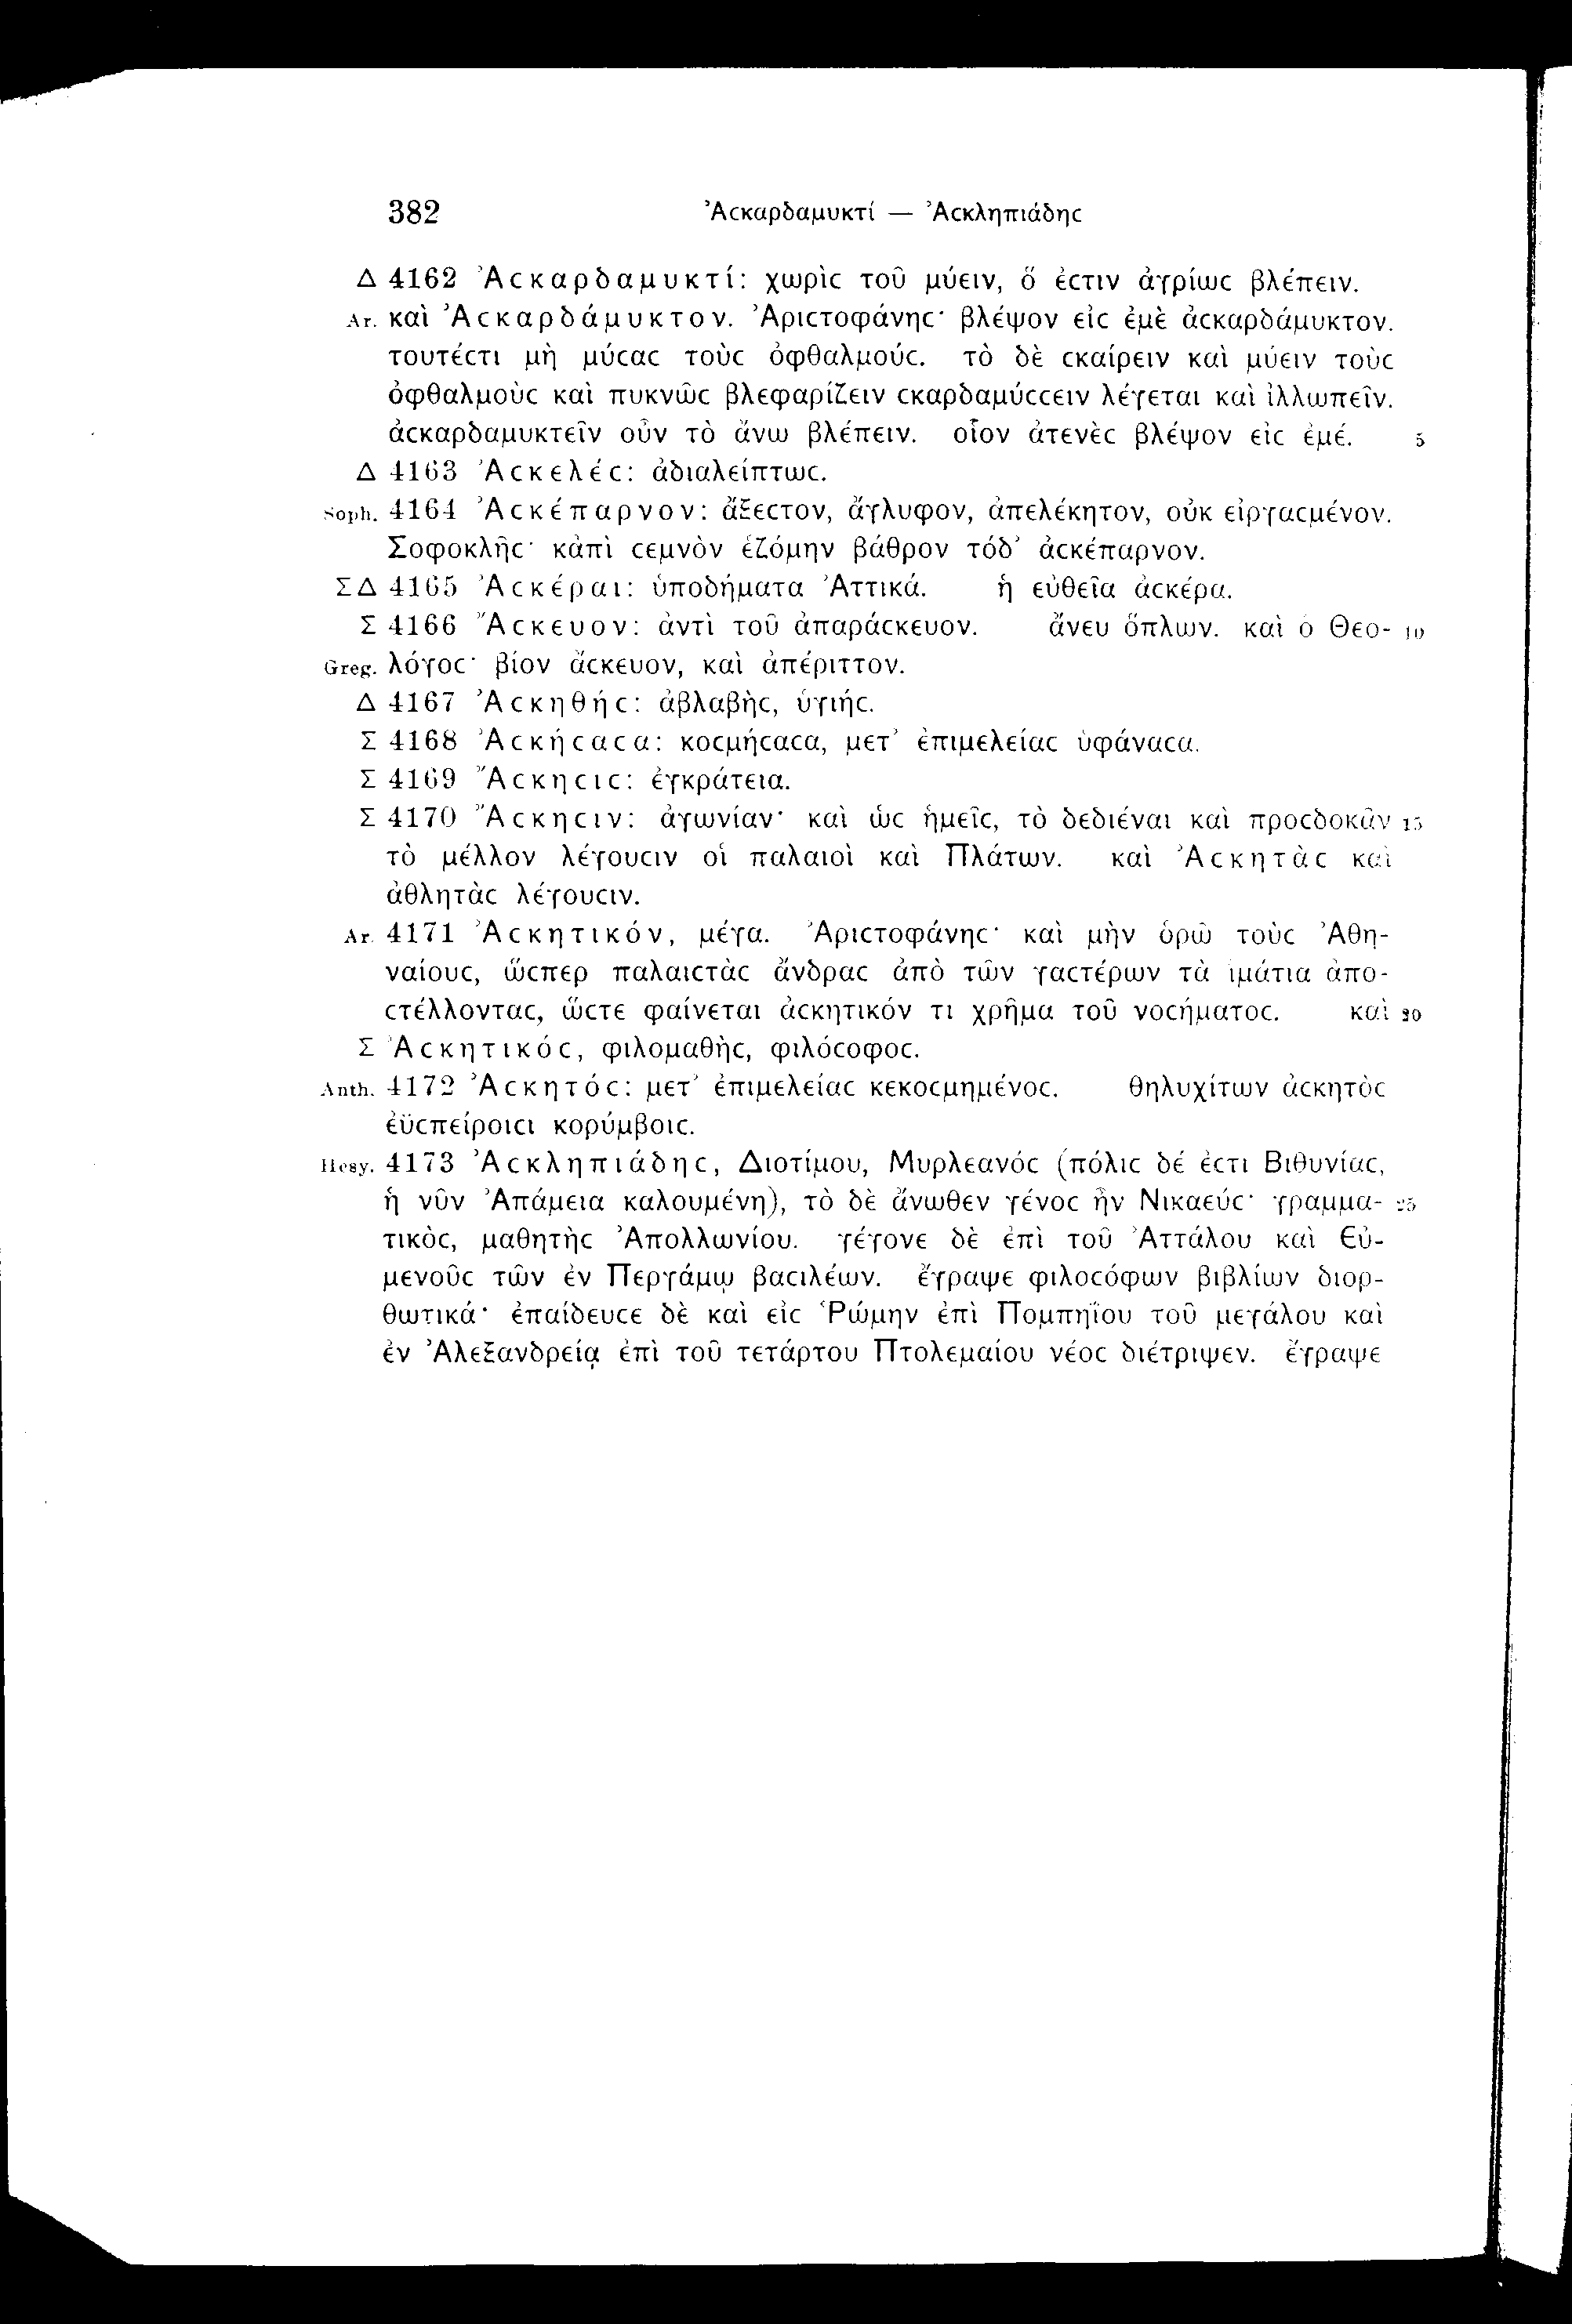 382 Ἀϲκαρδαμυκτί — Ἀϲκληπιάδηϲ
Δ 4162 Ἀϲκαρδαμυκτί: χωρὶϲ τοῦ μύειν, ὅ ἐϲτιν ἀγρίωϲ βλέπειν.
Ar. καὶ Ἀϲκαρδάμυκτον. Ἀριϲτοφάνηϲ· βλέψον εἰϲ ἐμὲ ἀϲκαρδάμυκτον.
τουτέϲτι μὴ μύϲαϲ τοὺϲ ὀφθαλμούϲ. τὸ δὲ ϲκαίρειν καὶ μύειν τοὺϲ
ὀφθαλμοὺϲ καὶ πυκνῶϲ βλεφαρίζειν ϲκαρδαμύϲϲειν λέγεται καὶ ἰλλωπεῖν.
ἀϲκαρδαμυκτεῖν οὖν τὸ ἄνω βλέπειν. οἷον ἀτενὲϲ βλέψον εἰϲ ἐμέ. 5
Δ 4163 Ἀϲκελέϲ: ἀδιαλείπτωϲ.
Soph. 4164 Ἀϲκέπαρνον: ἄξεϲτον, ἄγλυφον, ἀπελέκητον, οὐκ εἰργαϲμένον.
Σοφοκλῆϲ· κἀπὶ ϲεμνὸν ἑζόμην βάθρον τόδ' ἀϲκέπαρνον.
ΣΔ 4165 Ἀϲκέραι: ὑποδήματα Ἀττικά. ἡ εὐθεῖα ἀϲκέρα.
Σ 4166 Ἄϲκευον: ἀντὶ τοῦ ἀπαράϲκευον. ἄνευ ὅπλων. καὶ ὁ Θεο- 10
Greg. λόγοϲ· βίον ἄϲκευον, καὶ ἀπέριττον.
Δ 4167 Ἀϲκηθήϲ: ἀβλαβὴϲ, ὑγιήϲ.
Σ 4168 Ἀϲκήϲαϲα: κοϲμήϲαϲα, μετ' ἐπιμελείαϲ ὑφάναϲα.
Σ 4169 Ἄϲκηϲιϲ: ἐγκράτεια.
Σ 4170 Ἄϲκηϲιν: ἀγωνίαν· καὶ ὡϲ ἡμεῖϲ, τὸ δεδιέναι καὶ προϲδοκᾶν 15
τὸ μέλλον λέγουϲιν οἱ παλαιοὶ καὶ Πλάτων. καὶ Ἀϲκητὰϲ καὶ
ἀθλητὰϲ λέγουϲιν.
Ar. 4171 Ἀϲκητικόν, μέγα. Ἀριϲτοφάνηϲ· καὶ μὴν ὁρῶ τοὺϲ Ἀθη-
ναίουϲ, ὥϲπερ παλαιϲτὰϲ ἄνδραϲ ἀπὸ τῶν γαϲτέρων τὰ ἱμάτια ἀπο-
ϲτέλλονταϲ, ὥϲτε φαίνεται ἀϲκητικόν τι χρῆμα τοῦ νοϲήματοϲ. καὶ 20
Σ Ἀϲκητικόϲ, φιλομαθὴϲ, φιλόϲοφοϲ.
Anth. 4172 Ἀϲκητόϲ: μετ' ἐπιμελείαϲ κεκοϲμημένοϲ. θηλυχίτων ἀϲκητὸϲ
ἐϋϲπείροιϲι κορύμβοιϲ.
Hesy. 4173 Ἀϲκληπιάδηϲ, Διοτίμου, Μυρλεανόϲ (πόλιϲ δέ ἐϲτι Βιθυνίαϲ,
ἡ νῦν Ἀπάμεια καλουμένη), τὸ δὲ ἄνωθεν γένοϲ ἦν Νικαεύϲ· γραμμα- 25
τικὸϲ, μαθητὴϲ Ἀπολλωνίου. γέγονε δὲ ἐπὶ τοῦ Ἀττάλου καὶ Εὐ-
μενοῦϲ τῶν ἐν Περγάμῳ βαϲιλέων. ἔγραψε φιλοϲόφων βιβλίων διορ-
θωτικά· ἐπαίδευϲε δὲ καὶ εἰϲ Ῥώμην ἐπὶ Πομπηΐου τοῦ μεγάλου καὶ
ἐν Ἀλεξανδρείᾳ ἐπὶ τοῦ τετάρτου Πτολεμαίου νέοϲ διέτριψεν. ἔγραψε